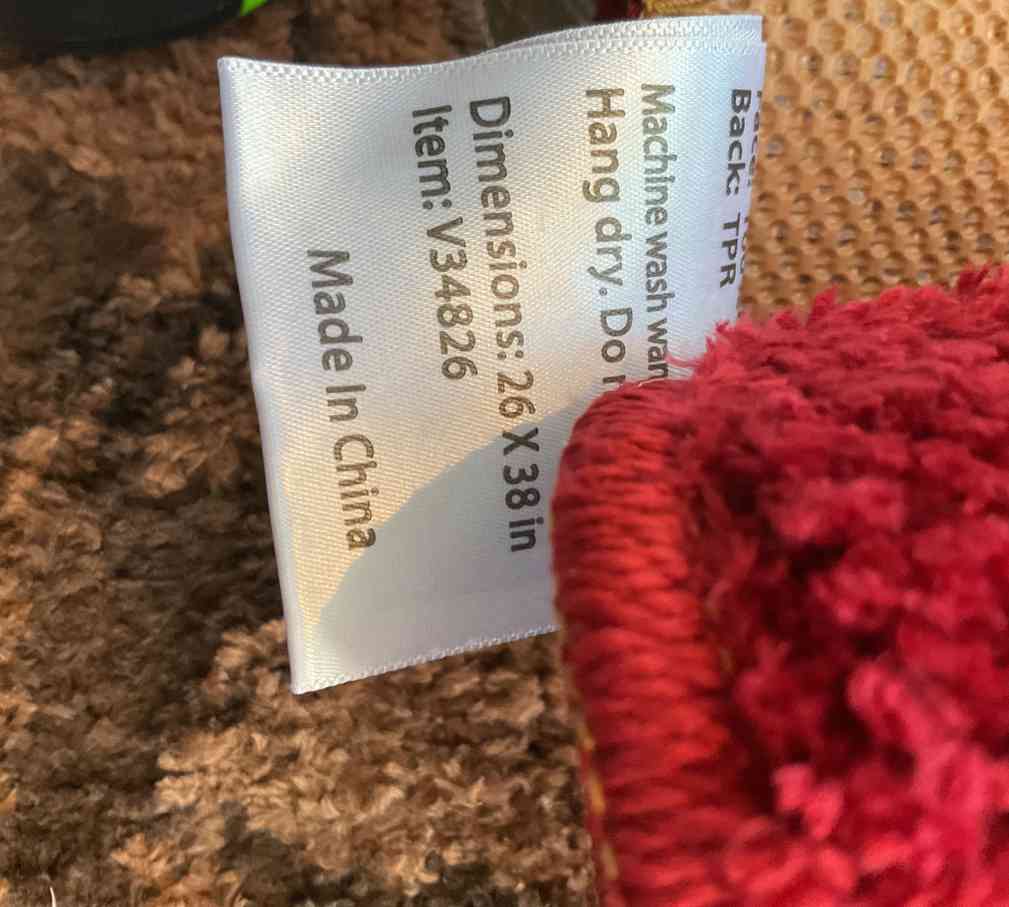 Back: TPR
Machine wash
Hang dry. Do
Dimensions: 26 X 38 in
Item: V34826
Made In China